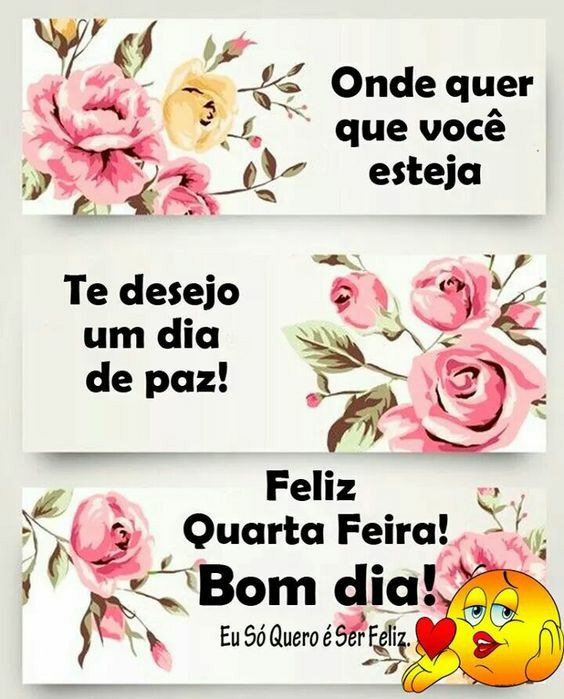 Onde quer
que você
esteja
Te desejo
um dia
de paz!
Feliz
Quarta Feira!
Bom dia!
Eu Só Quero é Ser Feliz.